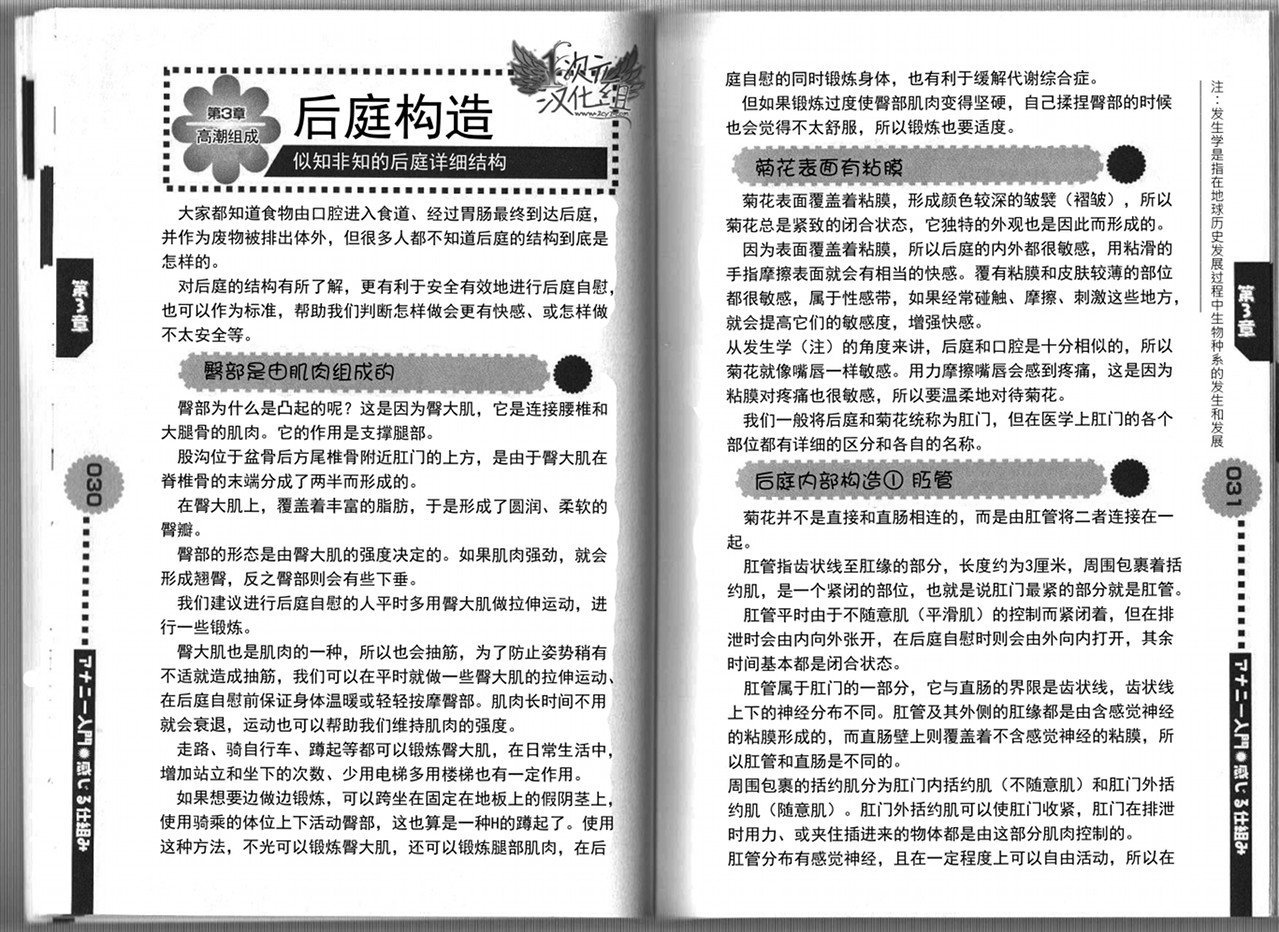 第3章
高潮组成
后庭构造
似知非知的后庭详细结构
次元
汉化组
大家都知道食物由口腔进入食道、经过胃肠最终到达后庭，
并作为废物被排出体外，但很多人都不知道后庭的结构到底是
怎样的。
对后庭的结构有所了解，更有利于安全有效地进行后庭自慰，
也可以作为标准，帮助我们判断怎样做会更有快感、或怎样做
不太安全等。
臀部是由肌肉组成的
臀部为什么是凸起的呢？这是因为臀大肌，它是连接腰椎和
大腿骨的肌肉。它的作用是支撑腿部。
股沟位于盆骨后方尾椎骨附近肛门的上方，是由于臀大肌在
脊椎骨的末端分成了两半而形成的。
在臀大肌上，覆盖着丰富的脂肪，于是形成了圆润、柔软的
臀瓣。
臀部的形态是由臀大肌的强度决定的。如果肌肉强劲，就会
形成翘臀，反之臀部则会有些下垂。
我们建议进行后庭自慰的人平时多用臀大肌做拉伸运动，进
行一些锻炼。
臀大肌也是肌肉的一种，所以也会抽筋，为了防止姿势稍有
不适就造成抽筋，我们可以在平时就做一些臀大肌的拉伸运动、
在后庭自慰前保证身体温暖或轻轻按摩臀部。肌肉长时间不用
就会衰退，运动也可以帮助我们维持肌肉的强度。
走路、骑自行车、蹲起等都可以锻炼臀大肌，在日常生活中，
增加站立和坐下的次数、少用电梯多用楼梯也有一定作用。
如果想要边做边锻炼，可以跨坐在固定在地板上的假阴茎上，
使用骑乘的体位上下活动臀部，这也算是一种H的蹲起了。使用
这种方法，不光可以锻炼臀大肌，还可以锻炼腿部肌肉，在后
第3章
030
アナニー入門●感じる仕組み
庭自慰的同时锻炼身体，也有利于缓解代谢综合症。
但如果锻炼过度使臀部肌肉变得坚硬，自己揉捏臀部的时候
也会觉得不太舒服，所以锻炼也要适度。
菊花表面有粘膜
菊花表面覆盖着粘膜，形成颜色较深的皱襞（褶皱），所以
菊花总是紧致的闭合状态，它独特的外观也是因此而形成的。
因为表面覆盖着粘膜，所以后庭的内外都很敏感，用粘滑的
手指摩擦表面就会有相当的快感。覆有粘膜和皮肤较薄的部位
都很敏感，属于性感带，如果经常碰触、摩擦、刺激这些地方，
就会提高它们的敏感度，增强快感。
从发生学（注）的角度来讲，后庭和口腔是十分相似的，所以
菊花就像嘴唇一样敏感。用力摩擦嘴唇会感到疼痛，这是因为
粘膜对疼痛也很敏感，所以要温柔地对待菊花。
我们一般将后庭和菊花统称为肛门，但在医学上肛门的各个
部位都有详细的区分和各自的名称。
后庭内部构造① 肛管
菊花并不是直接和直肠相连的，而是由肛管将二者连接在一
起。
肛管指齿状线至肛缘的部分，长度约为3厘米，周围包裹着括
约肌，是一个紧闭的部位，也就是说肛门最紧的部分就是肛管。
肛管平时由于不随意肌（平滑肌）的控制而紧闭着，但在排
泄时会由内向外张开，在后庭自慰时则会由外向内打开，其余
时间基本都是闭合状态。
肛管属于肛门的一部分，它与直肠的界限是齿状线，齿状线
上下的神经分布不同。肛管及其外侧的肛缘都是由含感觉神经
的粘膜形成的，而直肠壁上则覆盖着不含感觉神经的粘膜，所
以肛管和直肠是不同的。
周围包裹的括约肌分为肛门内括约肌（不随意肌）和肛门外括
约肌（随意肌）。肛门外括约肌可以使肛门收紧，肛门在排泄
时用力、或夹住插进来的物体都是由这部分肌肉控制的。
肛管分布有感觉神经，且在一定程度上可以自由活动，所以在
注：发生学是指在地球历史发展过程中生物种系的发生和发展
第3章
031
アナニー入門●感じる仕組み